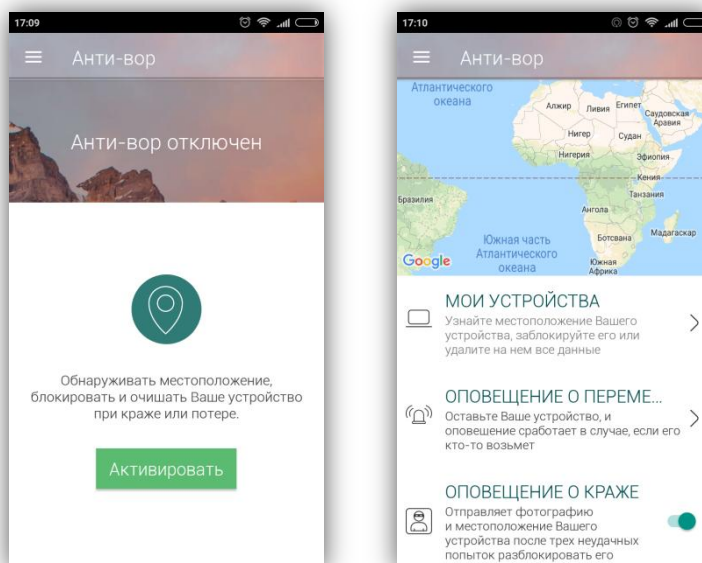 17:09
Анти-вор
Анти-вор отключен
Обнаруживать местоположение,
блокировать и очишать Ваше устройство
при краже или потере.
Активировать
17:10
Анти-вор
Атлантического
океана
Алжир
Ливия
Египет
Саудовская
Аравия
Нигер
Судан
Нигерия
Эфиопия
Кения
Танзания
Бразилия
Ангола
Ботсвана
Мадагаскар
Южная часть
Атлантического
океана
Южная
Африка
Google
МОИ УСТРОЙСТВА
Узнайте местоположение Вашего
устройства, заблокируйте его или
удалите на нем все данные
ОПОВЕЩЕНИЕ О ПЕРЕМЕ...
Оставьте Ваше устройство, и
оповешение сработает в случае, если его
кто-то возьмет
ОПОВЕЩЕНИЕ О КРАЖЕ
Отправляет фотографию
и местоположение Вашего
устройства после трех неудачных
попыток разблокировать его